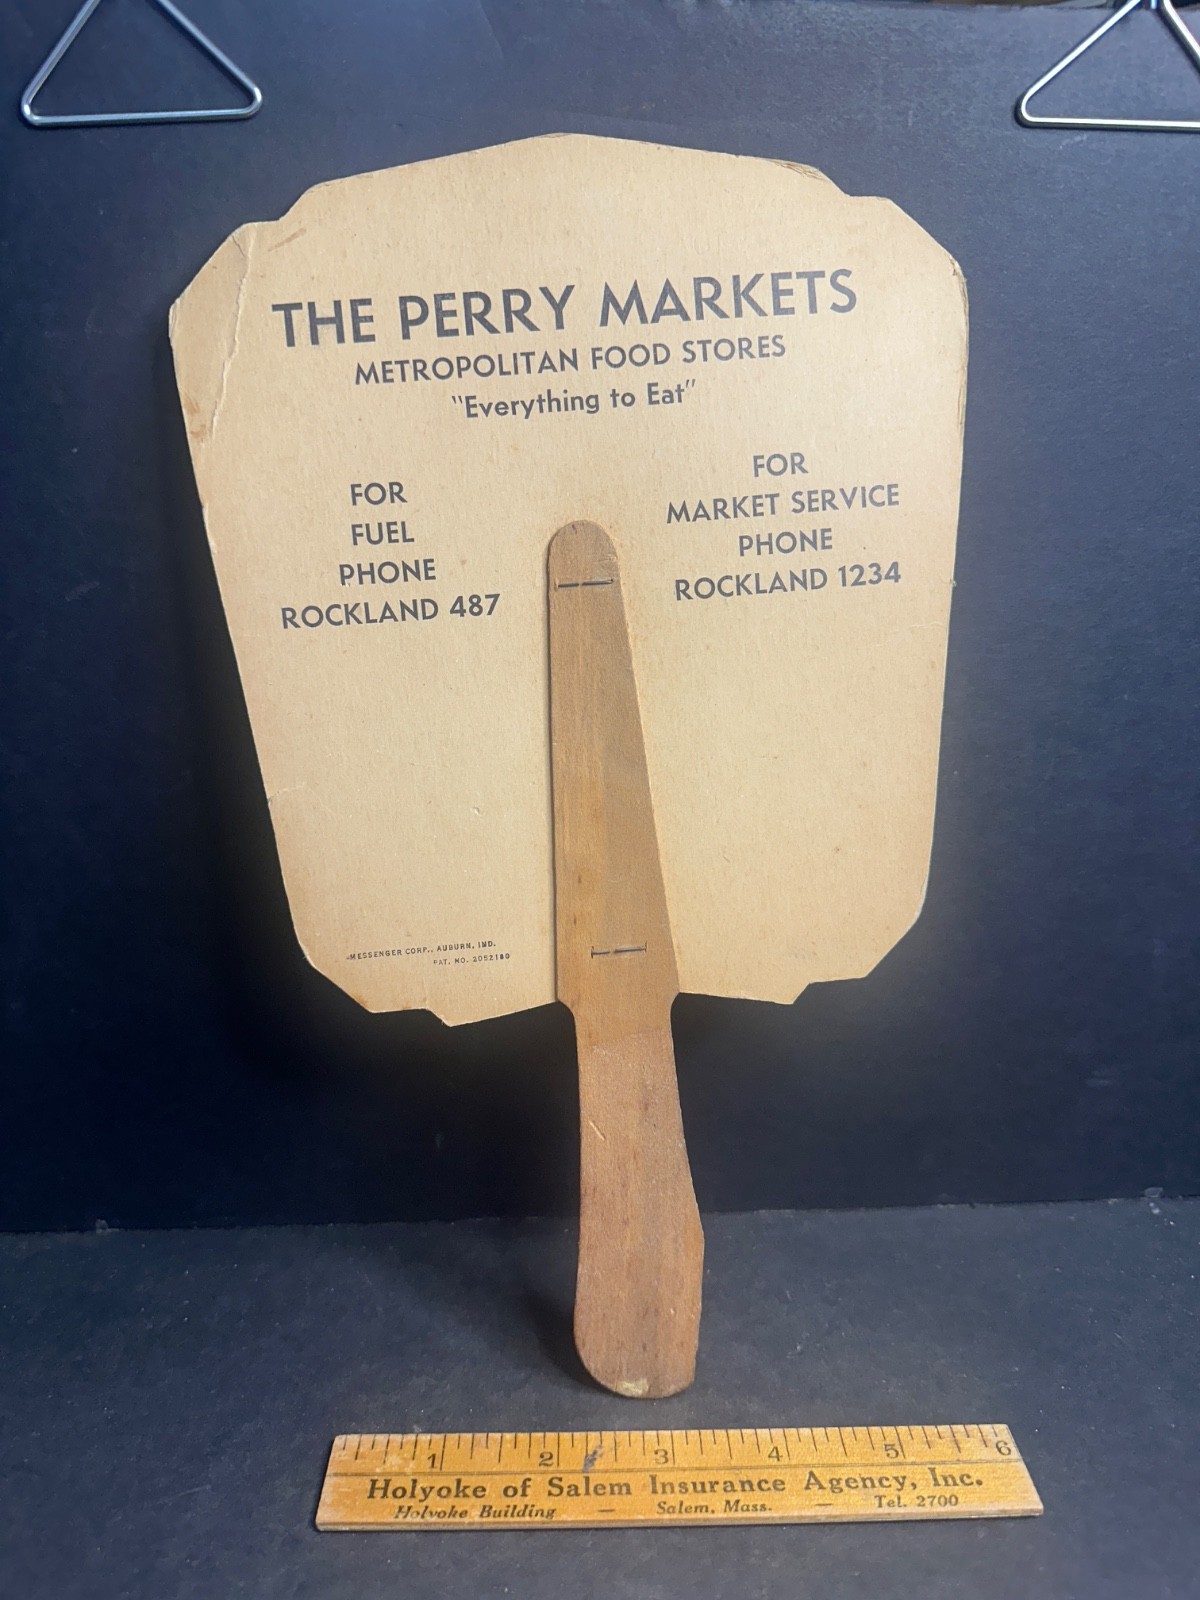 THE PERRY MARKETS
METROPOLITAN FOOD STORES
"Everything to Eat"
FOR
FUEL
PHONE
ROCKLAND 487
FOR
MARKET SERVICE
PHONE
ROCKLAND 1234
MESSENGER CORP., AUBURN, IND.
PAT. NO. 2052180
1 2 3 4 5 6
Holyoke of Salem Insurance Agency, Inc.
Holyoke Building — Salem, Mass. — Tel. 2700